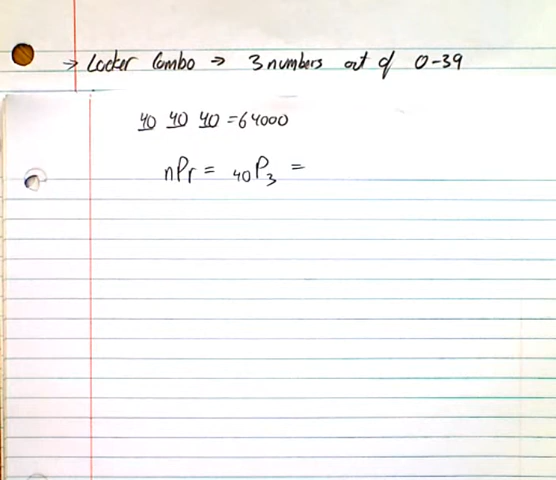 → Locker Combo → 3 numbers out of 0-39
40 40 40 = 64000
nPr = ₄₀P₃ =